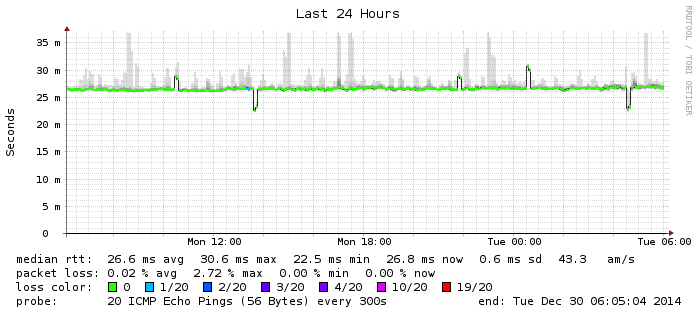 Last 24 Hours
RRDTOOL / TOBI OETIKER
Seconds
35 m
30 m
25 m
20 m
15 m
10 m
5 m
0
Mon 12:00 Mon 18:00 Tue 00:00 Tue 06:00
median rtt: 26.6 ms avg 30.6 ms max 22.5 ms min 26.8 ms now 0.6 ms sd 43.3 am/s
packet loss: 0.02 % avg 2.72 % max 0.00 % min 0.00 % now
loss color: 0 1/20 2/20 3/20 4/20 10/20 19/20
probe: 20 ICMP Echo Pings (56 Bytes) every 300s end: Tue Dec 30 06:05:04 2014